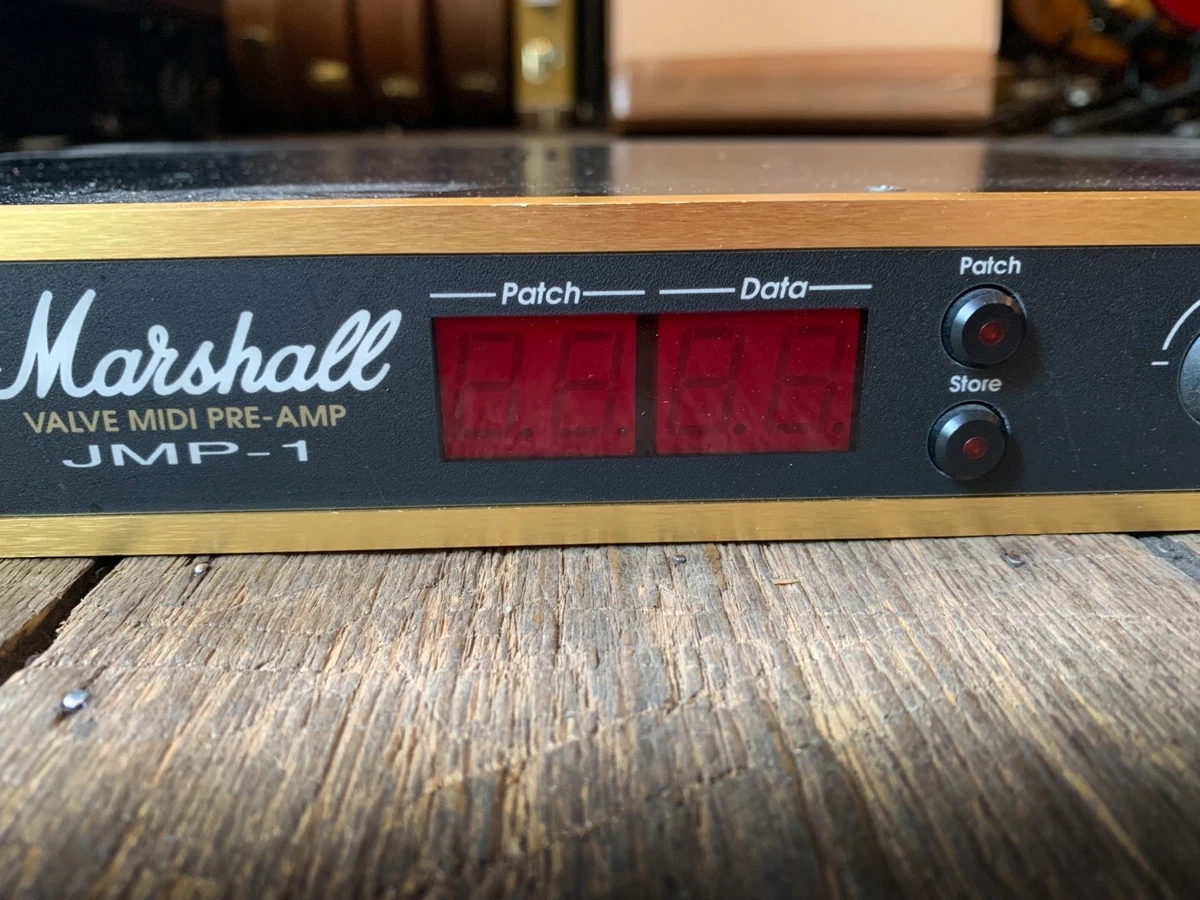 Marshall
VALVE MIDI PRE-AMP
JMP-1
Patch
Data
Patch
Store